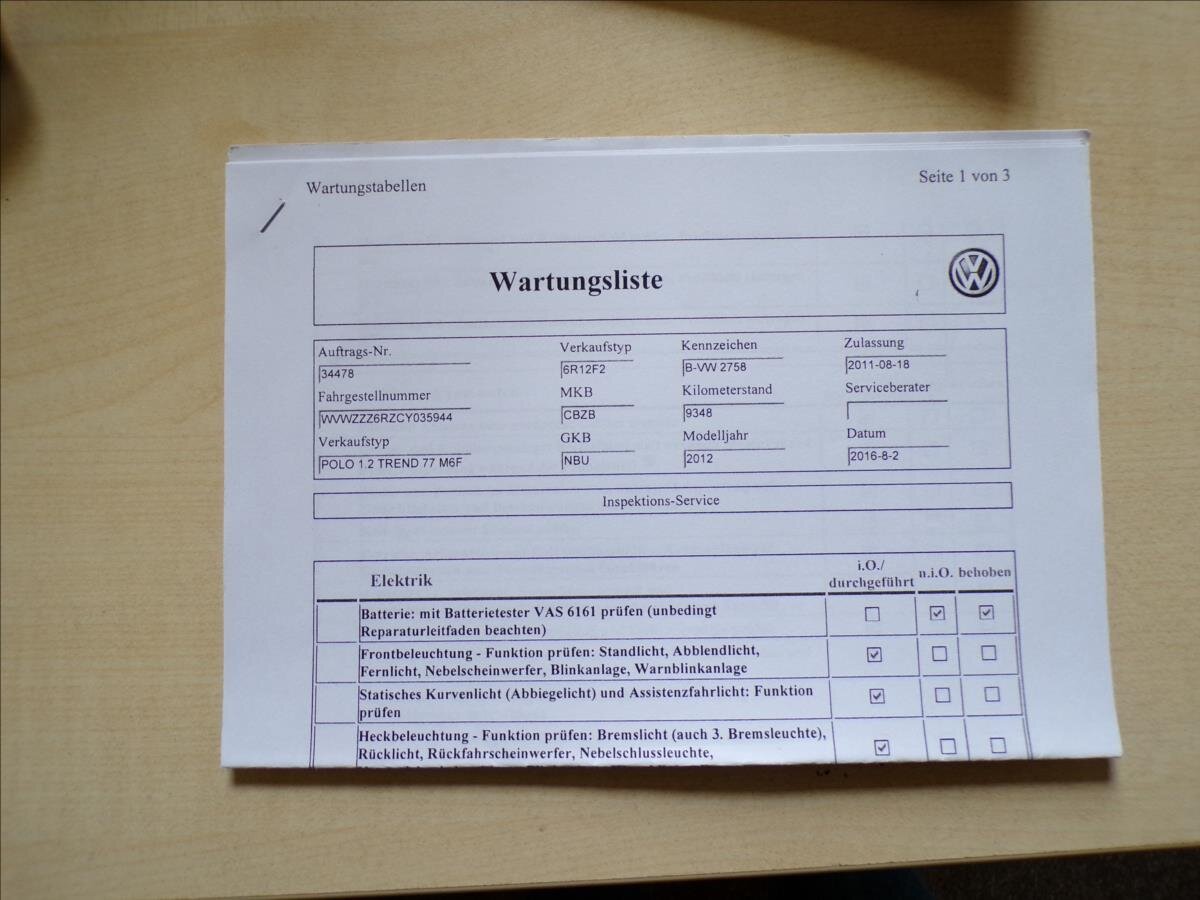 Wartungstabellen
Seite 1 von 3
Wartungsliste
Auftrags-Nr. Verkaufstyp Kennzeichen Zulassung
34478 6R12F2 B-VW 2758 2011-08-18
Fahrgestellnummer MKB Kilometerstand Serviceberater
WVWZZZ6RZCY035944 CBZB 9348
Verkaufstyp GKB Modelljahr Datum
POLO 1.2 TREND 77 M6F NBU 2012 2016-8-2
Inspektions-Service
Elektrik i.O./ durchgeführt n.i.O. behoben
Batterie: mit Batterietester VAS 6161 prüfen (unbedingt
Reparaturleitfaden beachten)
Frontbeleuchtung - Funktion prüfen: Standlicht, Abblendlicht,
Fernlicht, Nebelscheinwerfer, Blinkanlage, Warnblinkanlage
Statisches Kurvenlicht (Abbiegelicht) und Assistenzfahrlicht: Funktion
prüfen
Heckbeleuchtung - Funktion prüfen: Bremslicht (auch 3. Bremsleuchte),
Rücklicht, Rückfahrscheinwerfer, Nebelschlussleuchte,